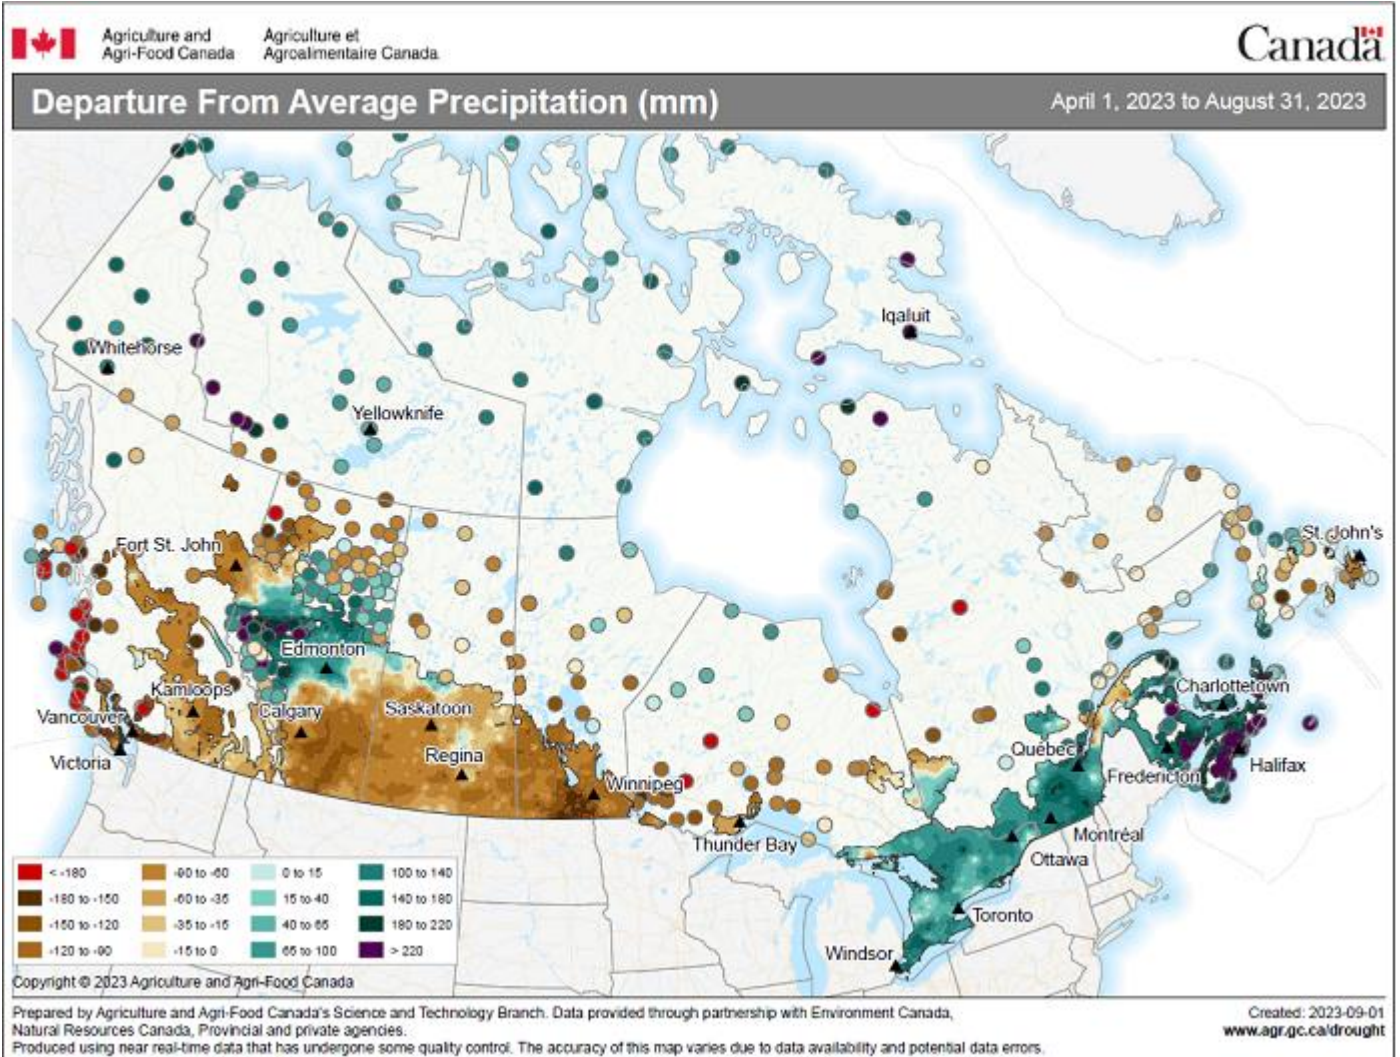 Agriculture and Agriculture et
Agri-Food Canada Agroalimentaire Canada
Canada
Departure From Average Precipitation (mm) April 1, 2023 to August 31, 2023
Iqaluit
Whitehorse
Yellowknife
Fort St. John
St. John's
Edmonton
Kamloops
Charlottetown
Vancouver
Calgary
Saskatoon
Victoria
Regina
Québec
Halifax
Fredericton
Winnipeg
Montréal
Thunder Bay
Ottawa
Toronto
Windsor
< -180 -90 to -60 0 to 15 100 to 140
-180 to -150 -60 to -35 15 to 40 140 to 180
-150 to -120 -35 to -15 40 to 65 180 to 220
-120 to -90 -15 to 0 65 to 100 > 220
Copyright © 2023 Agriculture and Agri-Food Canada
Prepared by Agriculture and Agri-Food Canada's Science and Technology Branch. Data provided through partnership with Environment Canada, Created: 2023-09-01
Natural Resources Canada, Provincial and private agencies. www.agr.gc.ca/drought
Produced using near real-time data that has undergone some quality control. The accuracy of this map varies due to data availability and potential data errors.